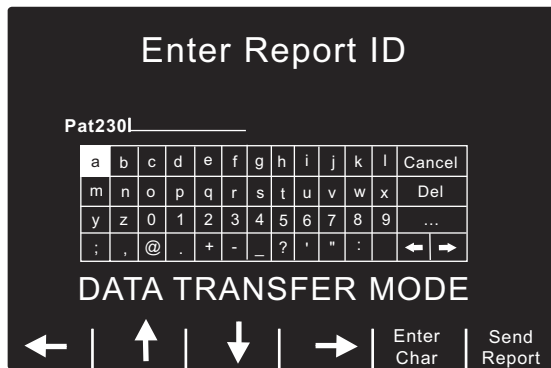 Enter Report ID
Pat230
a b c d e f g h i j k l Cancel
m n o p q r s t u v w x Del
y z 0 1 2 3 4 5 6 7 8 9 ...
; , @ . + - _ ? ' " :
DATA TRANSFER MODE
Enter Char Send Report